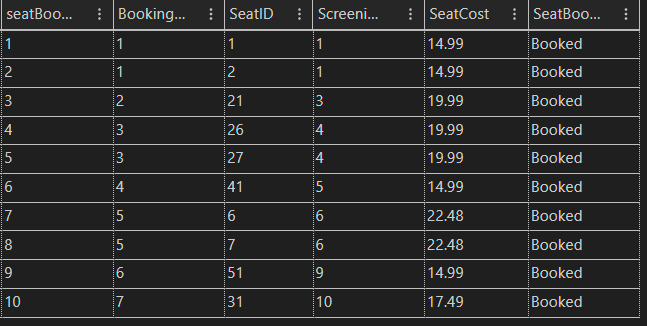 seatBoo... Booking... SeatID Screeni... SeatCost SeatBoo...
1 1 1 1 14.99 Booked
2 1 2 1 14.99 Booked
3 2 21 3 19.99 Booked
4 3 26 4 19.99 Booked
5 3 27 4 19.99 Booked
6 4 41 5 14.99 Booked
7 5 6 6 22.48 Booked
8 5 7 6 22.48 Booked
9 6 51 9 14.99 Booked
10 7 31 10 17.49 Booked